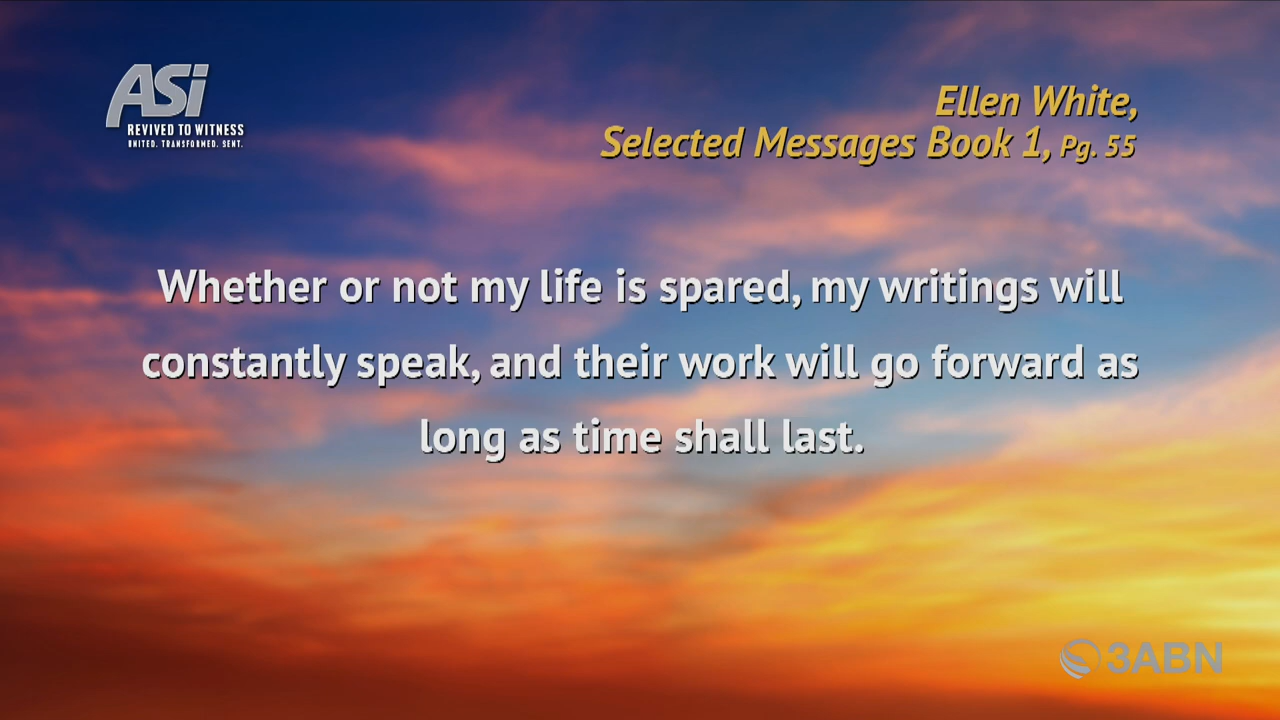 ASi
REVIVED TO WITNESS
UNITED. TRANSFORMED. SENT.
Ellen White,
Selected Messages Book 1, Pg. 55
Whether or not my life is spared, my writings will
constantly speak, and their work will go forward as
long as time shall last.
3ABN